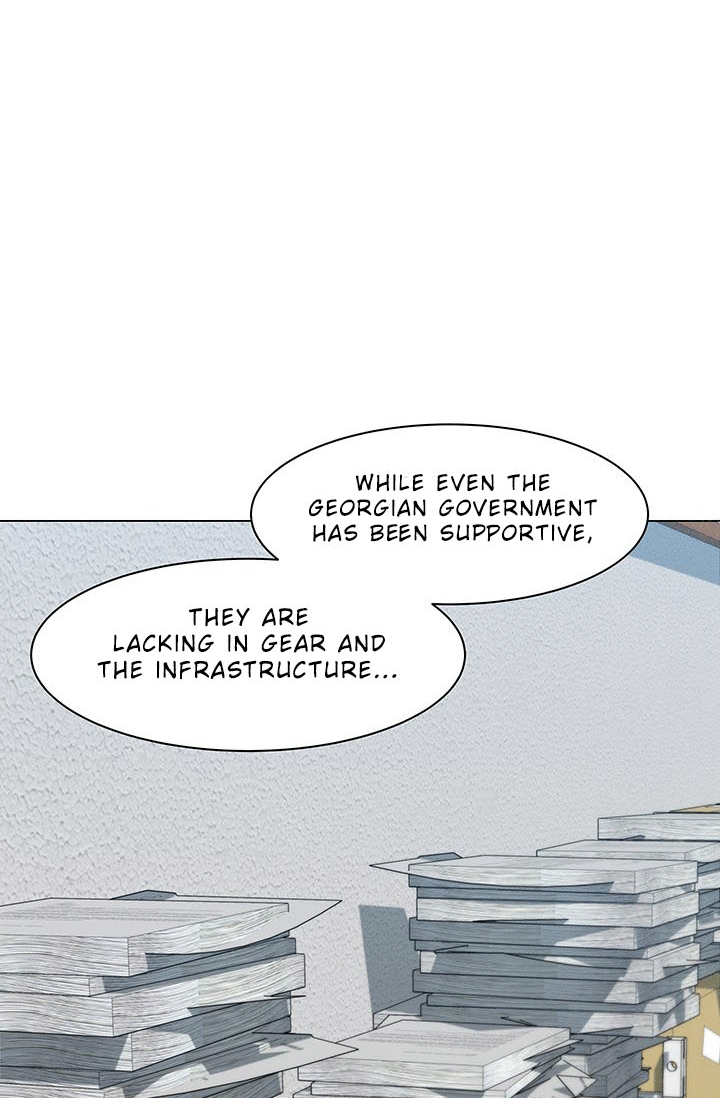 WHILE EVEN THE
GEORGIAN GOVERNMENT
HAS BEEN SUPPORTIVE,
THEY ARE
LACKING IN GEAR AND
THE INFRASTRUCTURE...